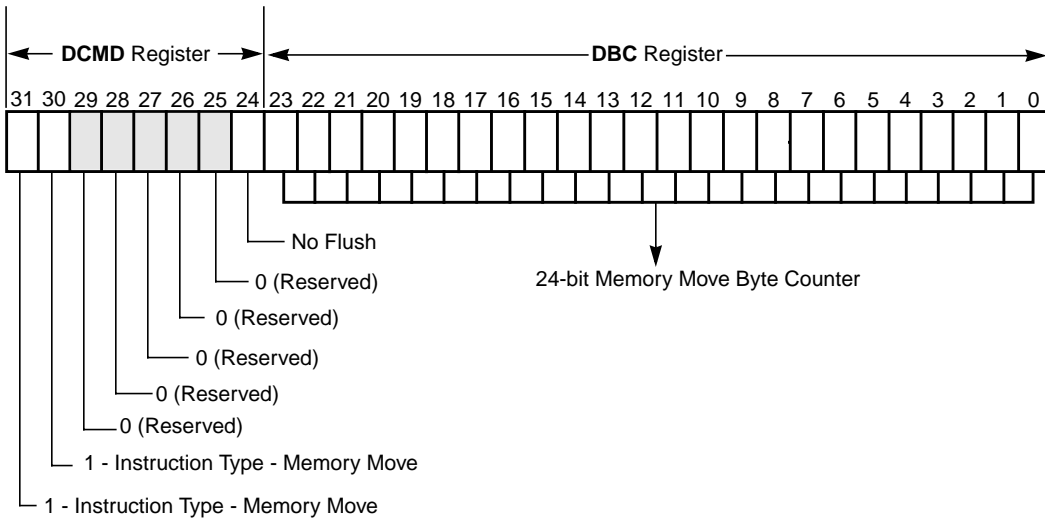 DCMD Register DBC Register
31 30 29 28 27 26 25 24 23 22 21 20 19 18 17 16 15 14 13 12 11 10 9 8 7 6 5 4 3 2 1 0
No Flush
0 (Reserved)
24-bit Memory Move Byte Counter
0 (Reserved)
0 (Reserved)
0 (Reserved)
0 (Reserved)
1 - Instruction Type - Memory Move
1 - Instruction Type - Memory Move